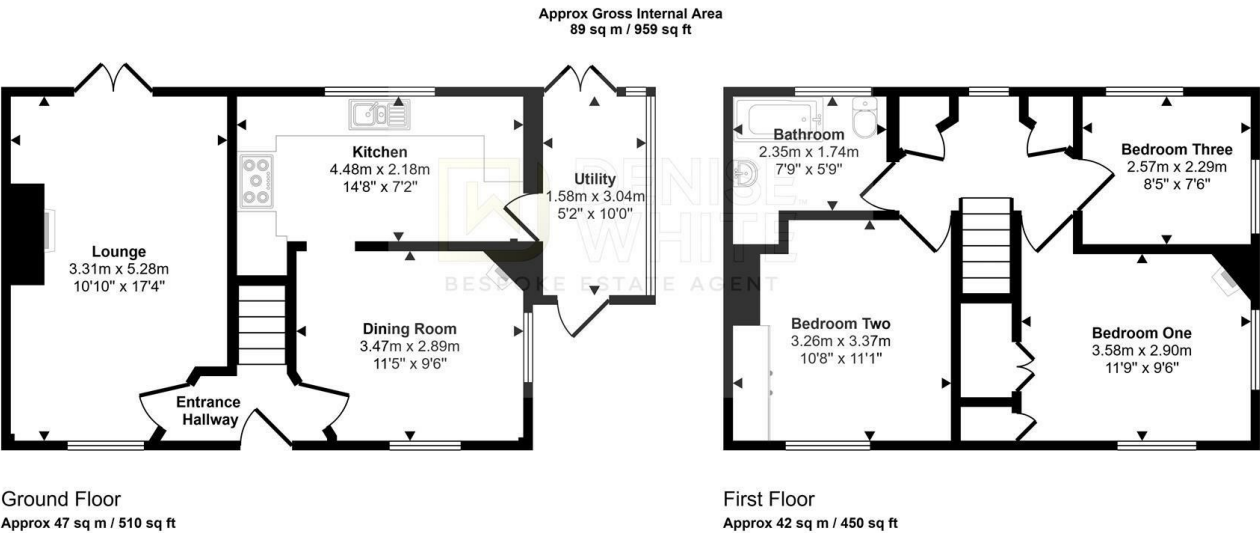 Approx Gross Internal Area
89 sq m / 959 sq ft
Lounge
3.31m x 5.28m
10'10" x 17'4"
Kitchen
4.48m x 2.18m
14'8" x 7'2"
Utility
1.58m x 3.04m
5'2" x 10'0"
Dining Room
3.47m x 2.89m
11'5" x 9'6"
Entrance
Hallway
Bathroom
2.35m x 1.74m
7'9" x 5'9"
Bedroom Three
2.57m x 2.29m
8'5" x 7'6"
Bedroom Two
3.26m x 3.37m
10'8" x 11'1"
Bedroom One
3.58m x 2.90m
11'9" x 9'6"
DENISE
WHITE
BESPOKE ESTATE AGENT
Ground Floor
Approx 47 sq m / 510 sq ft
First Floor
Approx 42 sq m / 450 sq ft